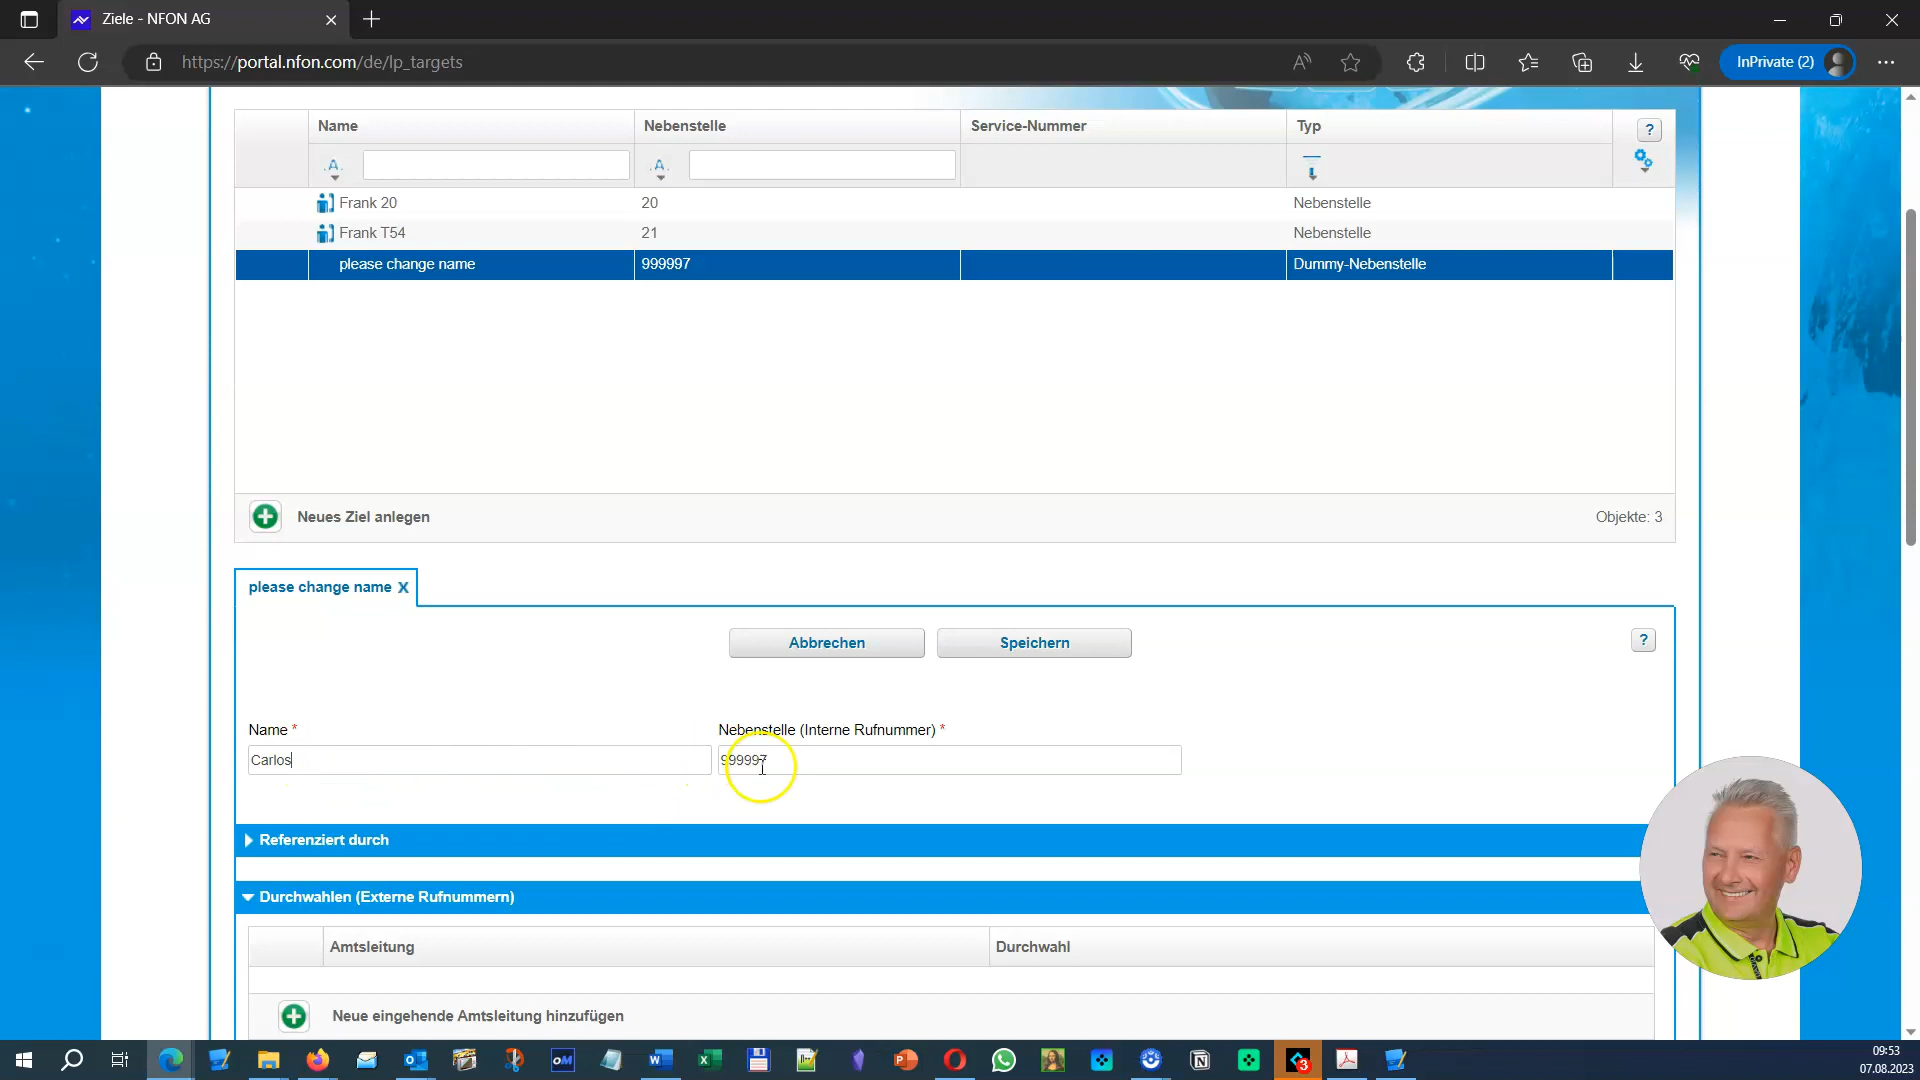 Ziele - NFON AG
https://portal.nfon.com/de/lp_targets
InPrivate (2)
Name
Nebenstelle
Service-Nummer
Typ
?
A
A
Frank 20
20
Nebenstelle
Frank T54
21
Nebenstelle
please change name
999997
Dummy-Nebenstelle
Neues Ziel anlegen
Objekte: 3
please change name X
Abbrechen
Speichern
?
Name *
Nebenstelle (Interne Rufnummer) *
Carlos
999997
Referenziert durch
Durchwahlen (Externe Rufnummern)
Amtsleitung
Durchwahl
Neue eingehende Amtsleitung hinzufügen
oM
3
09:53
07.08.2023